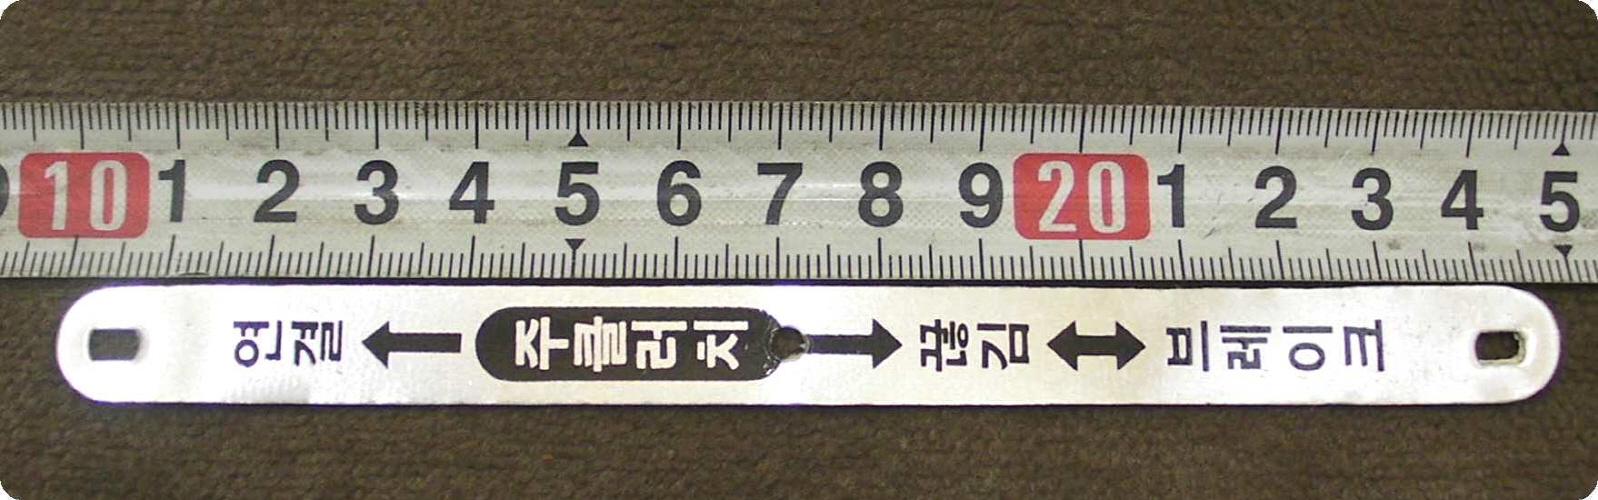 10 1 2 3 4 5 6 7 8 9 20 1 2 3 4 5
연결 ← 주클러치 → 끊김 ↔ 브레이크